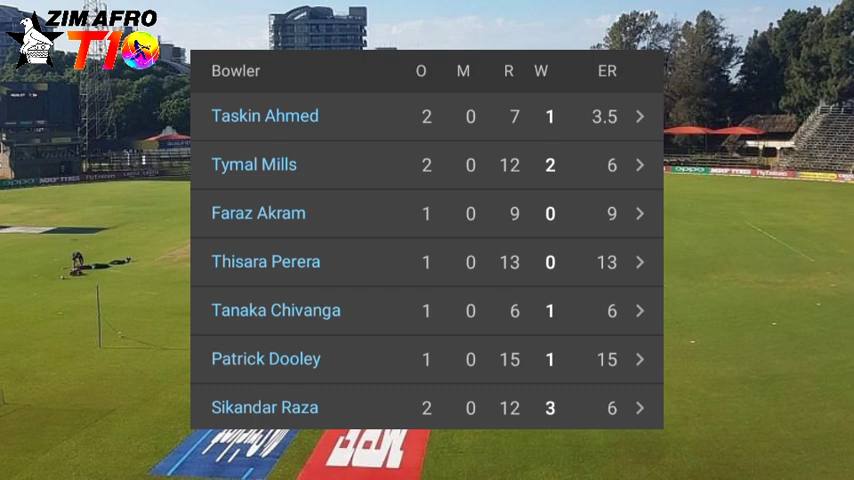 ZIM AFRO
T10
Bowler O M R W ER
Taskin Ahmed 2 0 7 1 3.5
Tymal Mills 2 0 12 2 6
Faraz Akram 1 0 9 0 9
Thisara Perera 1 0 13 0 13
Tanaka Chivanga 1 0 6 1 6
Patrick Dooley 1 0 15 1 15
Sikandar Raza 2 0 12 3 6
oppo
oppo